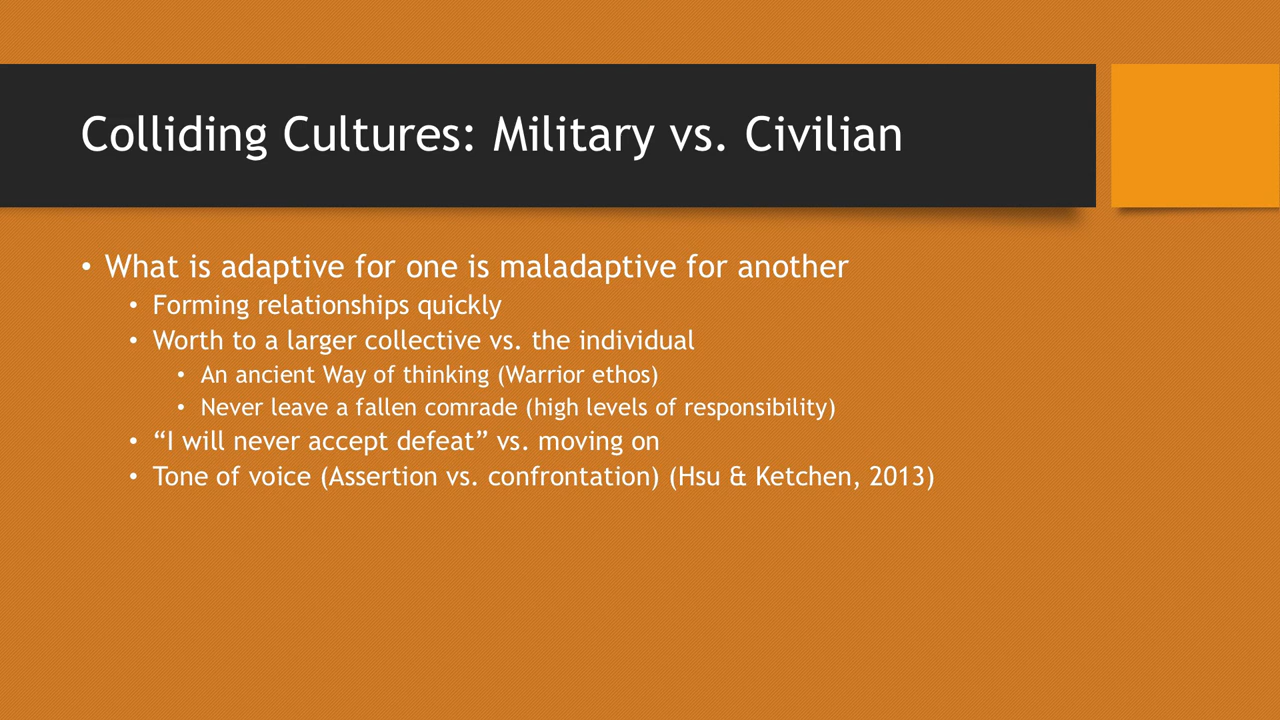 Colliding Cultures: Military vs. Civilian
• What is adaptive for one is maladaptive for another
• Forming relationships quickly
• Worth to a larger collective vs. the individual
• An ancient Way of thinking (Warrior ethos)
• Never leave a fallen comrade (high levels of responsibility)
• “I will never accept defeat” vs. moving on
• Tone of voice (Assertion vs. confrontation) (Hsu & Ketchen, 2013)